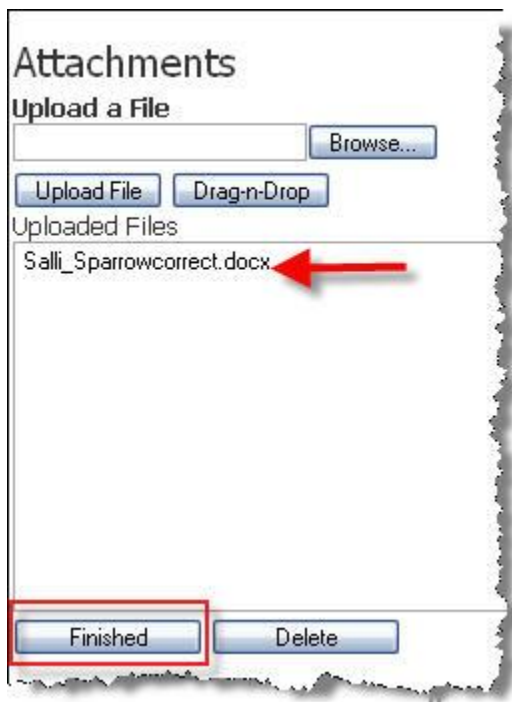 Attachments
Upload a File
Browse...
Upload File Drag-n-Drop
Uploaded Files
Salli_Sparrowcorrect.docx
Finished Delete